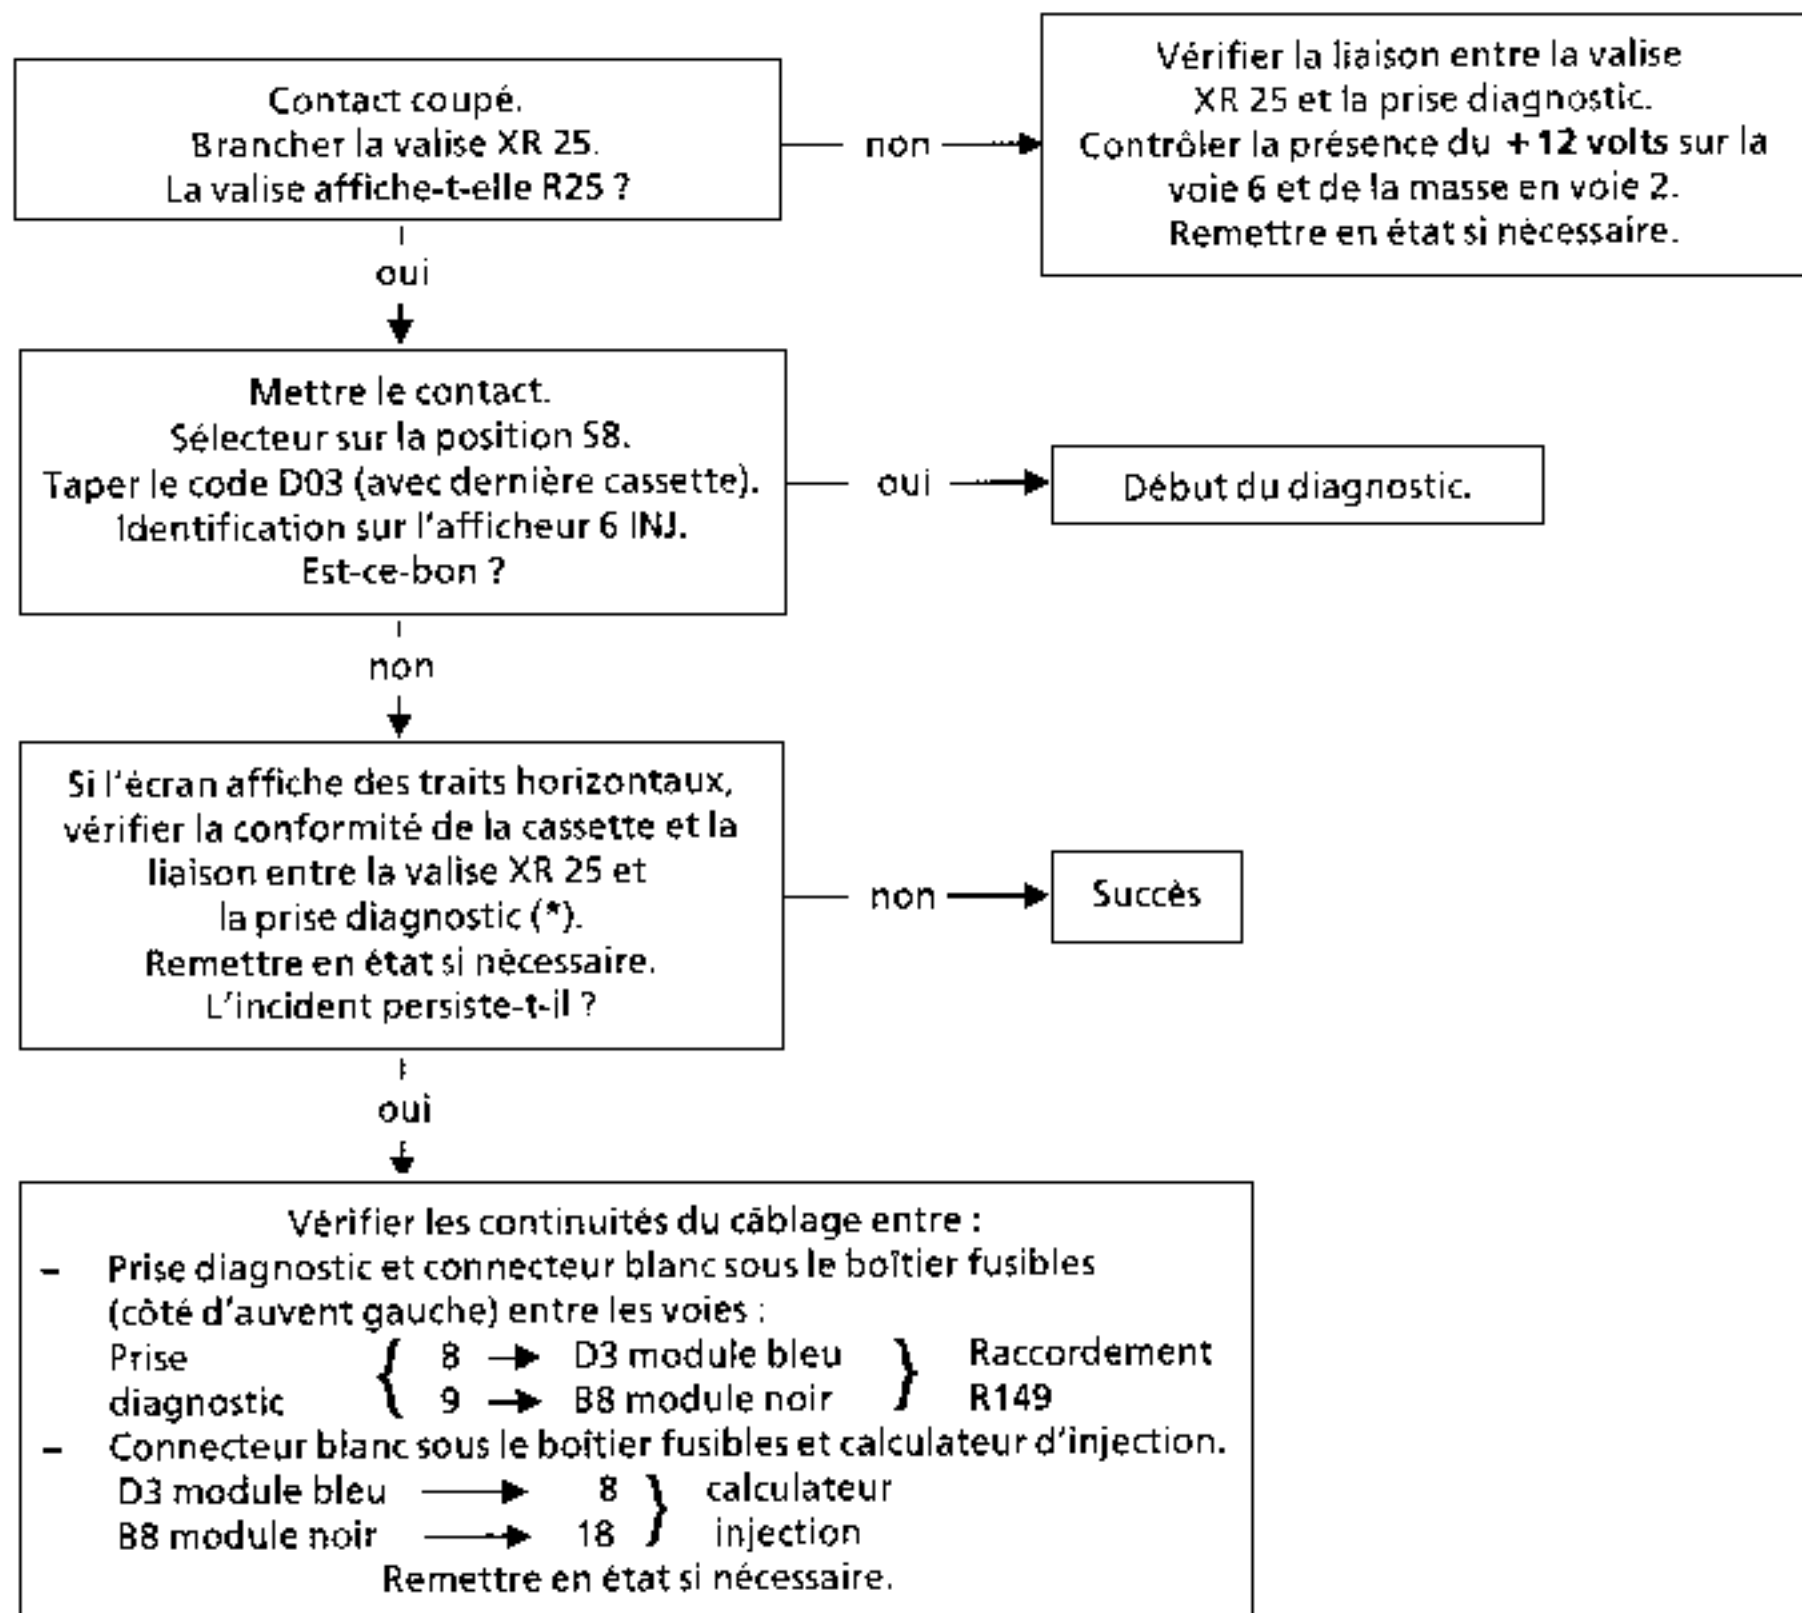 Contact coupé.
Brancher la valise XR 25.
La valise affiche-t-elle R25 ?
non
Vérifier la liaison entre la valise
XR 25 et la prise diagnostic.
Contrôler la présence du +12 volts sur la
voie 6 et de la masse en voie 2.
Remettre en état si nécessaire.
oui
Mettre le contact.
Sélecteur sur la position S8.
Taper le code D03 (avec dernière cassette).
Identification sur l'afficheur 6 INJ.
Est-ce-bon ?
oui
Début du diagnostic.
non
Si l'écran affiche des traits horizontaux,
vérifier la conformité de la cassette et la
liaison entre la valise XR 25 et
la prise diagnostic (*).
Remettre en état si nécessaire.
L'incident persiste-t-il ?
non
Succès
oui
Vérifier les continuités du câblage entre :
– Prise diagnostic et connecteur blanc sous le boîtier fusibles
(côté d'auvent gauche) entre les voies :
Prise { 8 → D3 module bleu } Raccordement
diagnostic 9 → B8 module noir R149
– Connecteur blanc sous le boîtier fusibles et calculateur d'injection.
D3 module bleu → 8 } calculateur
B8 module noir → 18 injection
Remettre en état si nécessaire.